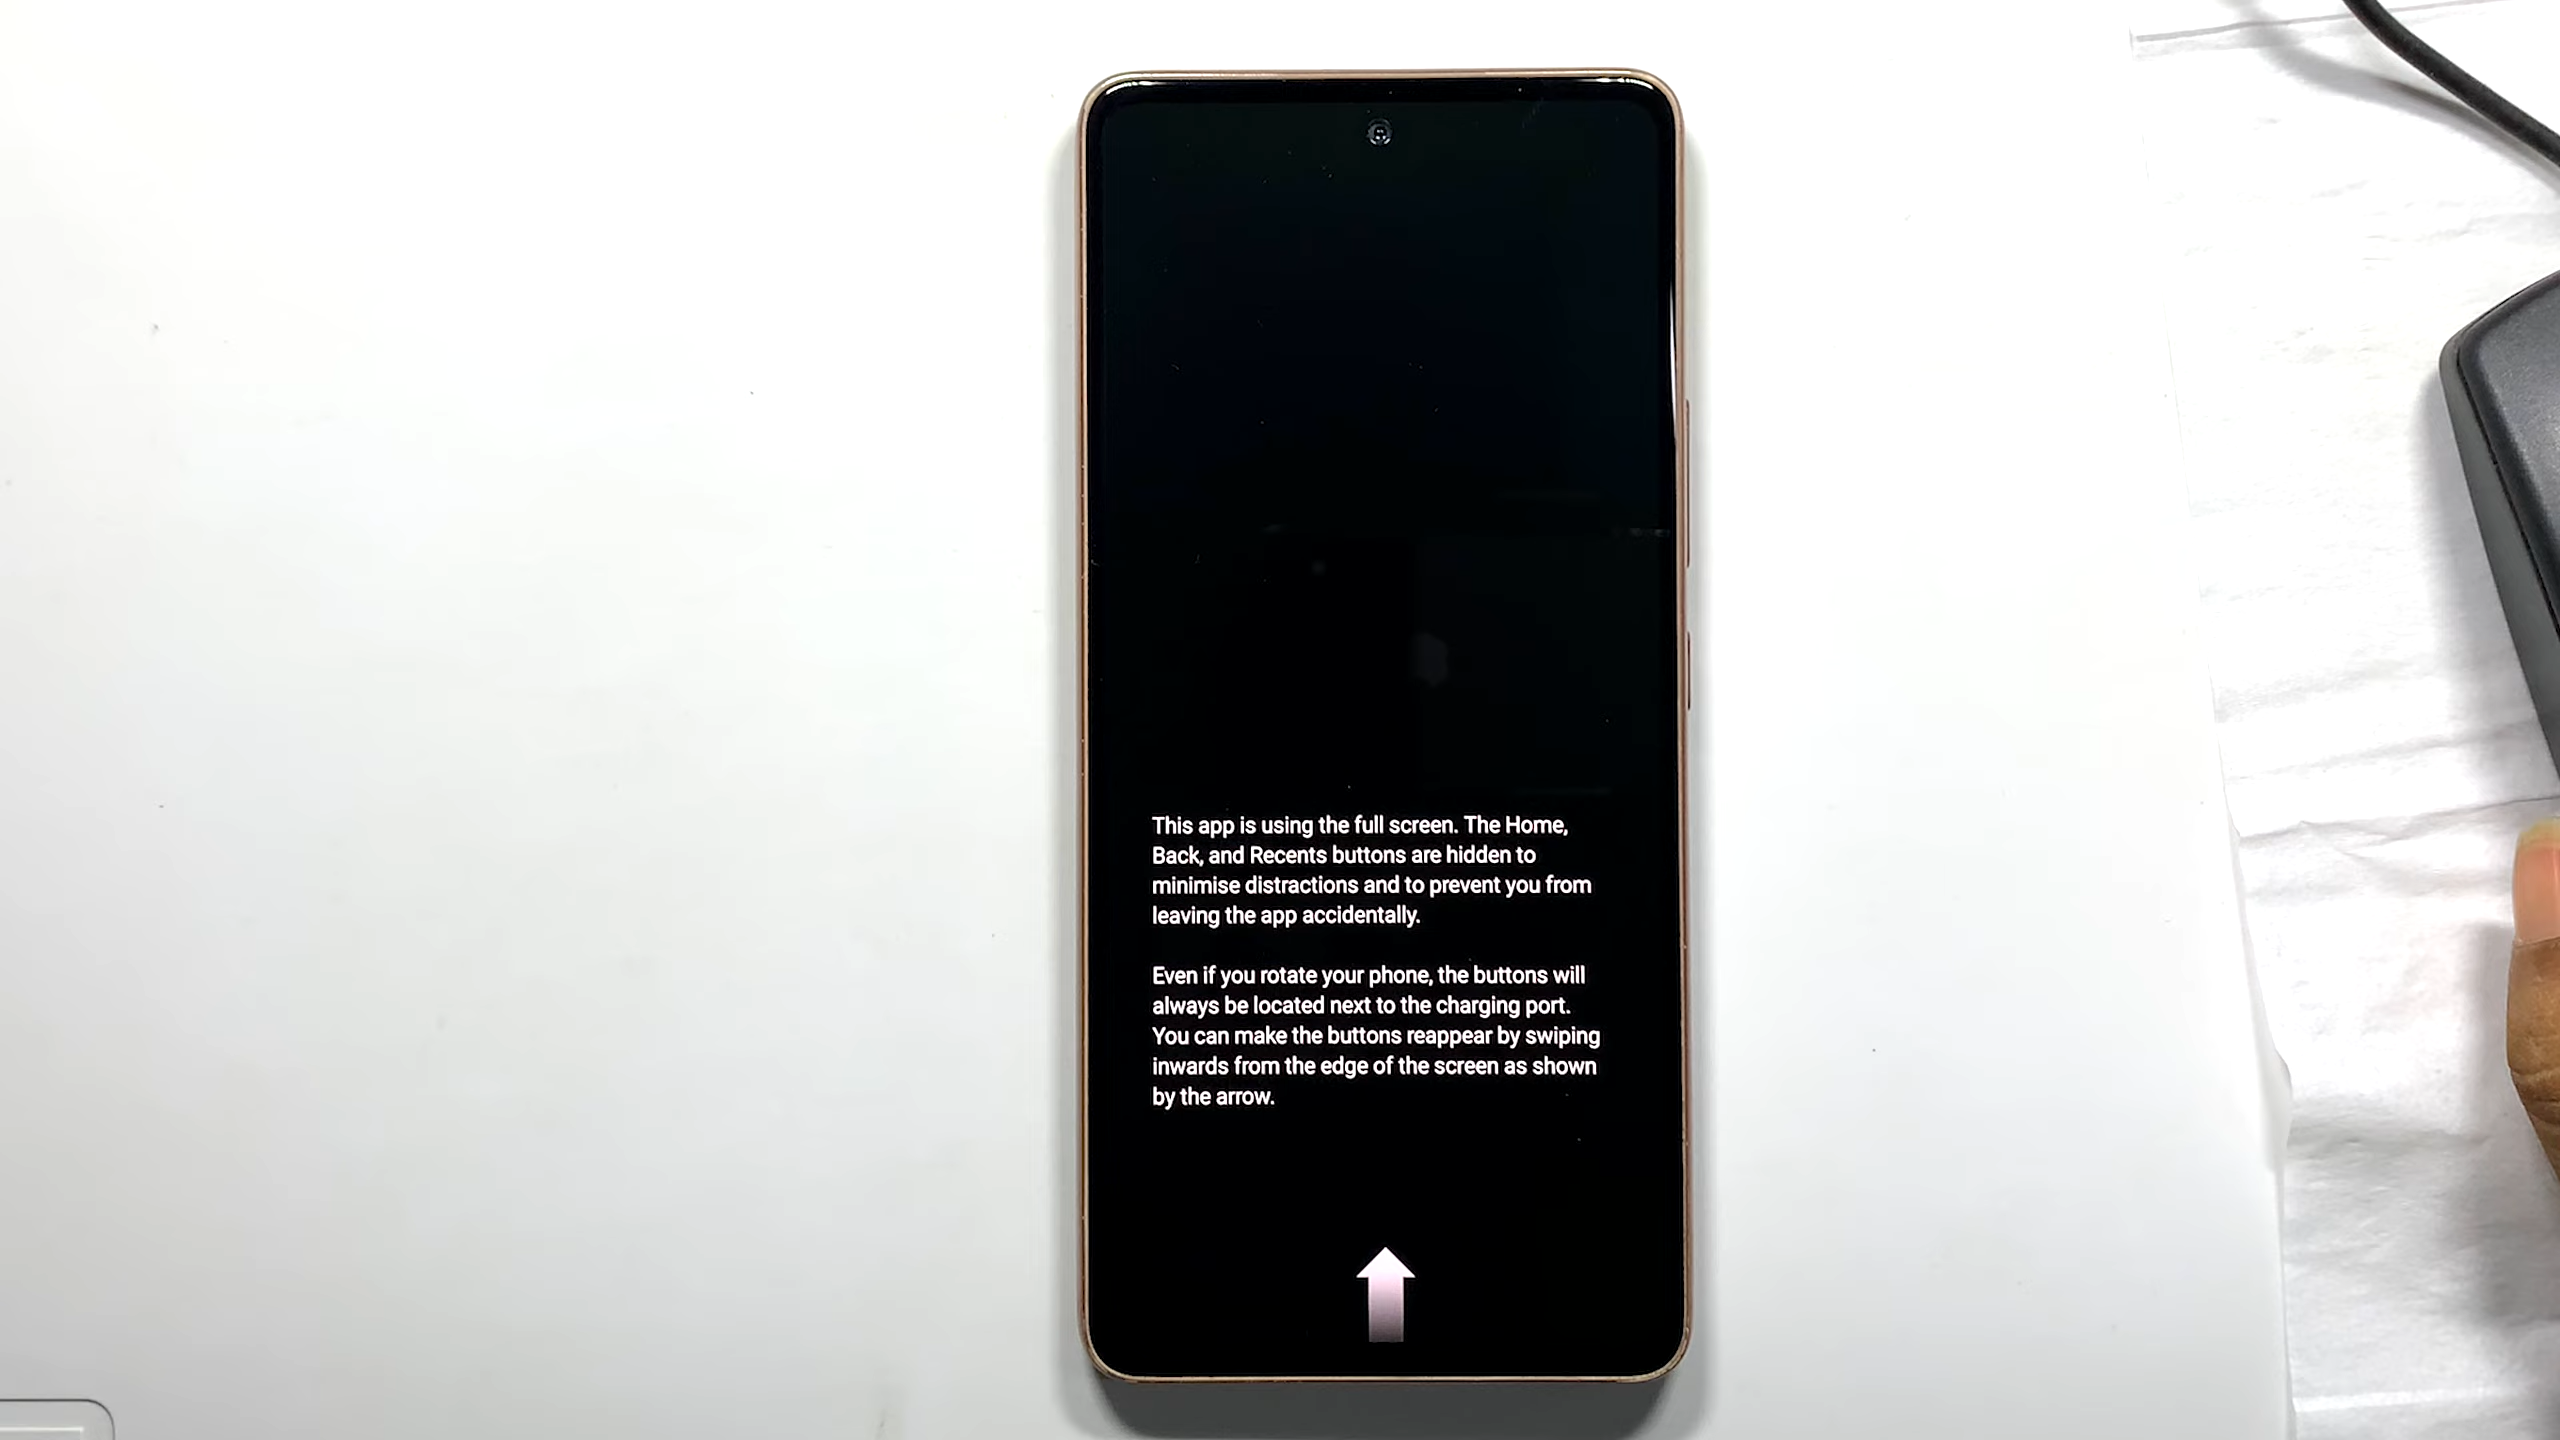 This app is using the full screen. The Home,
Back, and Recents buttons are hidden to
minimise distractions and to prevent you from
leaving the app accidentally.
Even if you rotate your phone, the buttons will
always be located next to the charging port.
You can make the buttons reappear by swiping
inwards from the edge of the screen as shown
by the arrow.